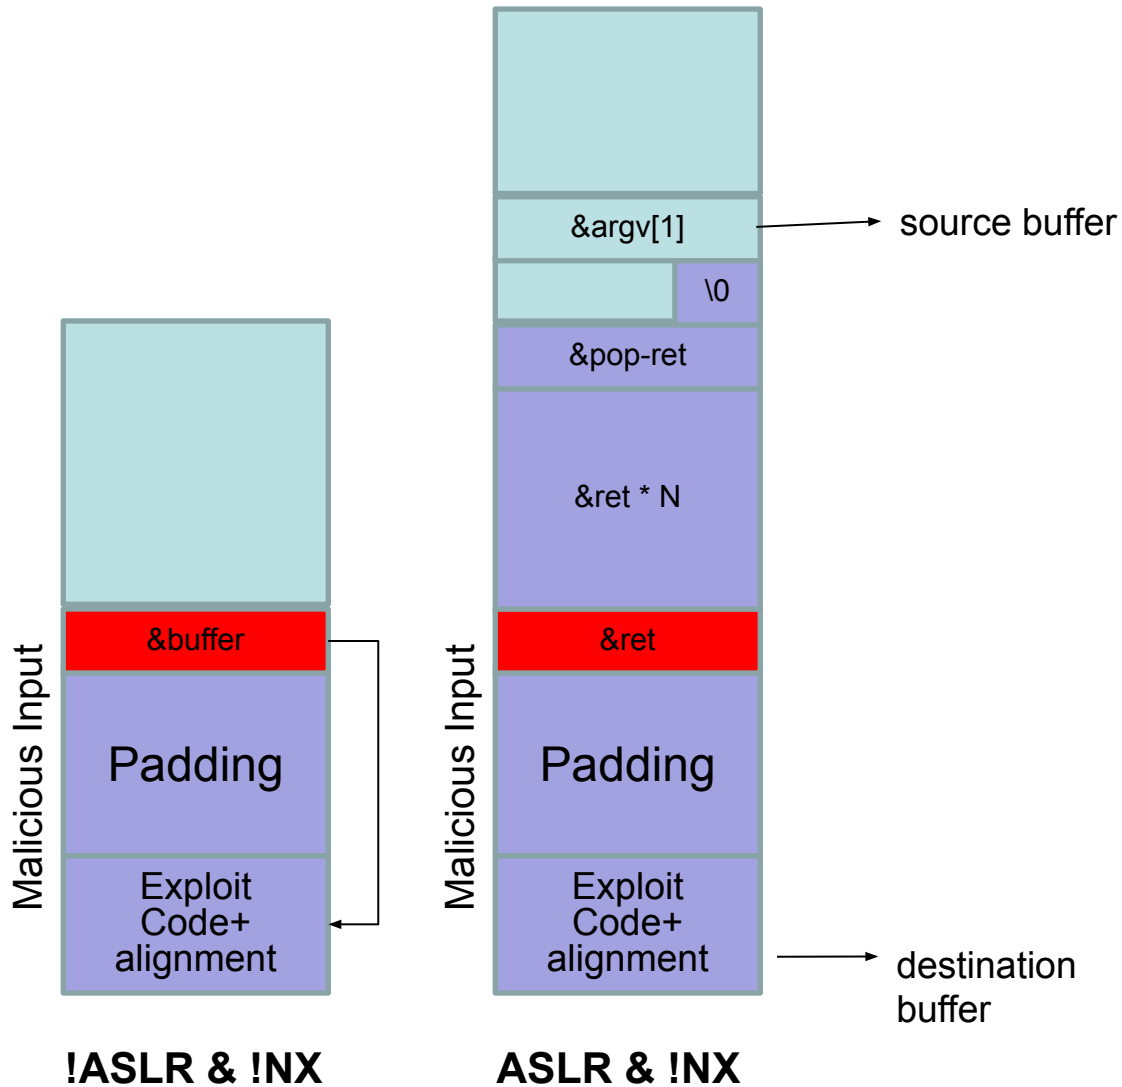 &argv[1]
source buffer
\0
&pop-ret
&ret * N
Malicious Input
&buffer
Padding
Exploit
Code+
alignment
Malicious Input
&ret
Padding
Exploit
Code+
alignment
destination
buffer
!ASLR & !NX
ASLR & !NX